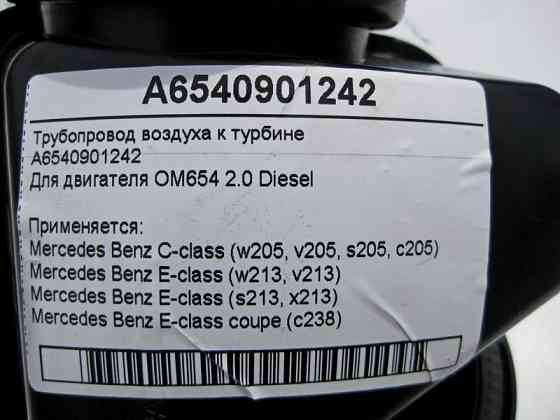 A6540901242
Трубопровод воздуха к турбине
A6540901242
Для двигателя OM654 2.0 Diesel
Применяется:
Mercedes Benz C-class (w205, v205, s205, c205)
Mercedes Benz E-class (w213, v213)
Mercedes Benz E-class (s213, x213)
Mercedes Benz E-class coupe (c238)